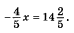 -4/5 x = 14 2/5.